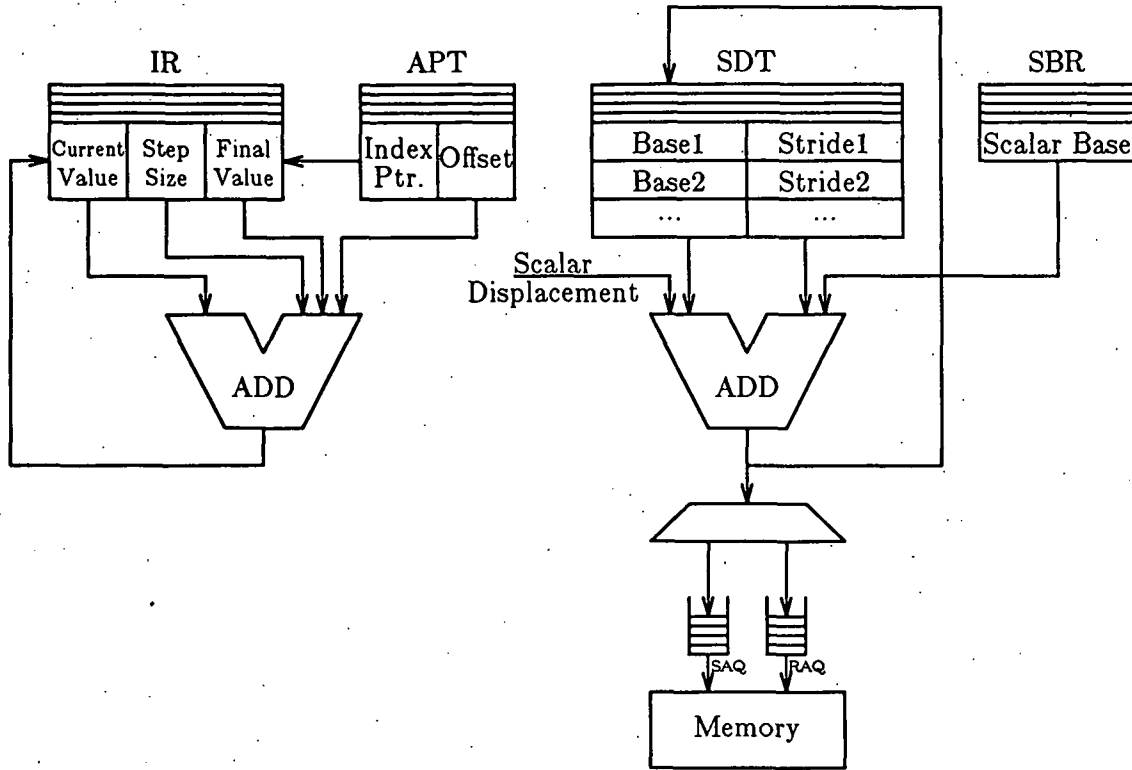 IR
APT
SDT
SBR
Current
Value
Step
Size
Final
Value
Index
Ptr.
Offset
Base1
Stride1
Base2
Stride2
...
...
Scalar Base
Scalar
Displacement
ADD
ADD
SAQ
RAQ
Memory